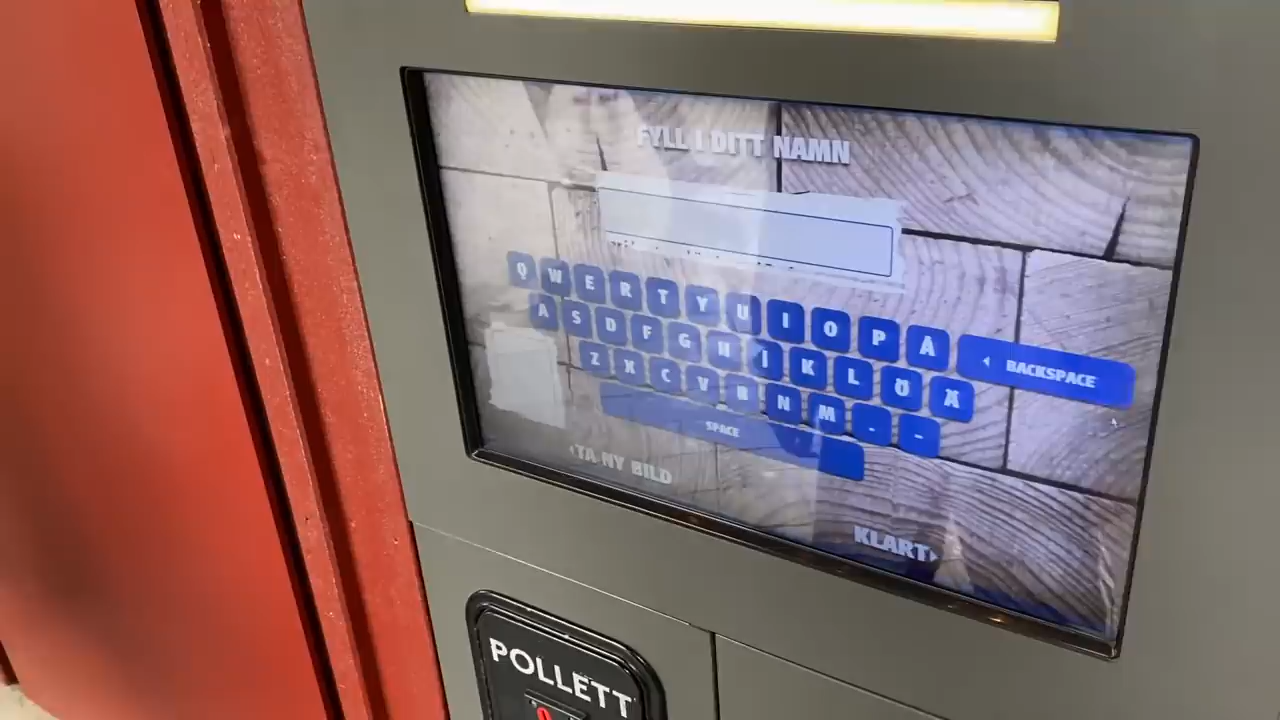 FYLL I DITT NAMN
Q W E R T Y U I O P Å BACKSPACE
A S D F G H J K L Ö Ä
Z X C V B N M . -
SPACE
TA NY BILD
KLART
POLLETT